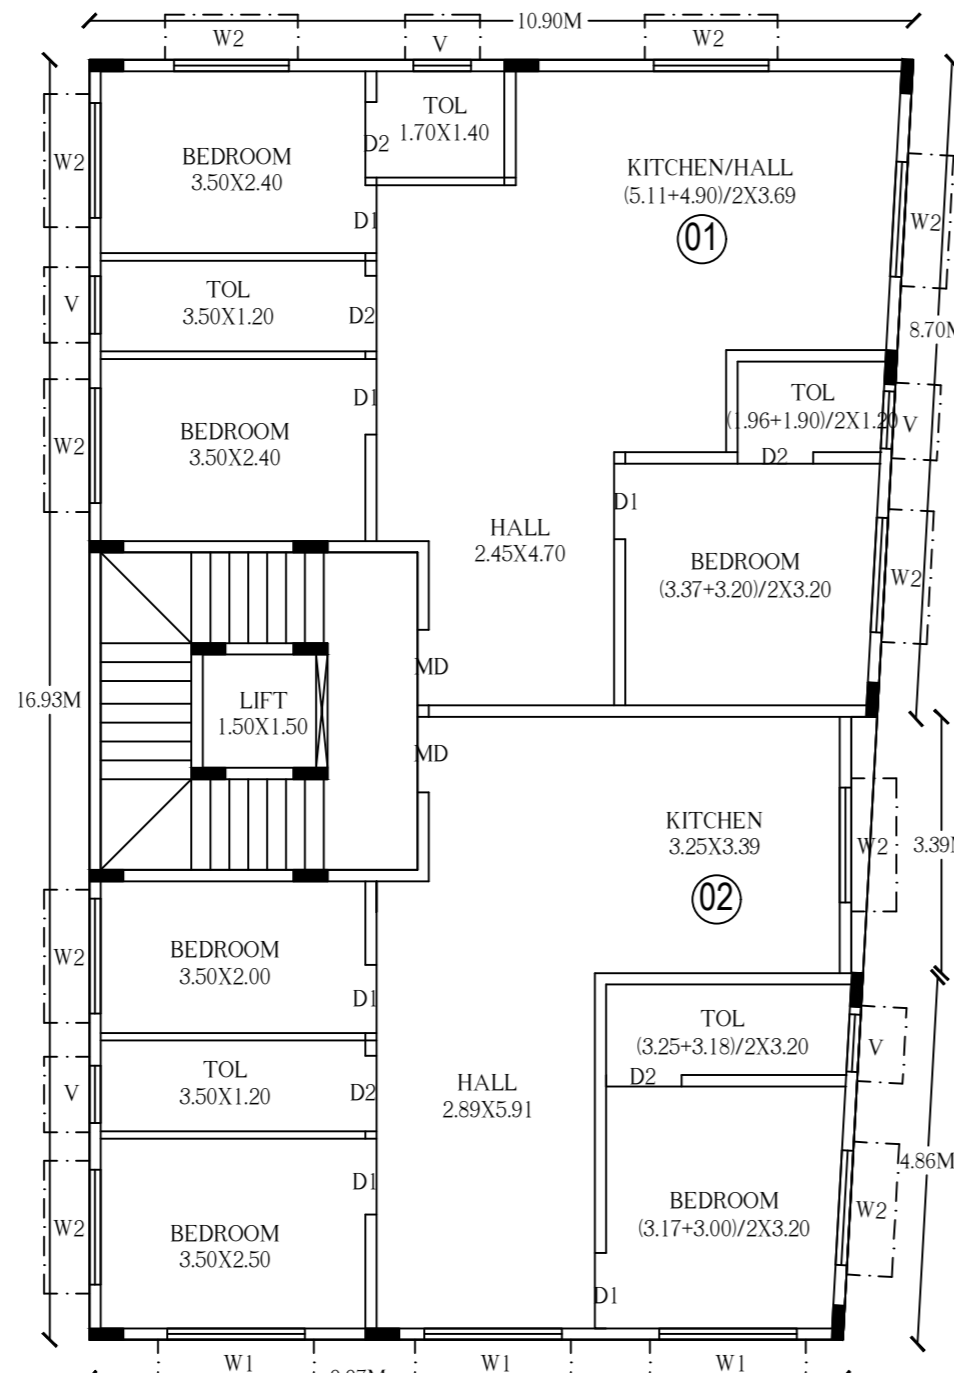 10.90M
W2
V
W2
TOL
1.70X1.40
W2
BEDROOM
3.50X2.40
D2
KITCHEN/HALL
(5.11+4.90)/2X3.69
01
W2
D1
TOL
3.50X1.20
V
D2
8.70M
BEDROOM
3.50X2.40
W2
D1
TOL
(1.96+1.90)/2X1.20
V
D2
D1
HALL
2.45X4.70
BEDROOM
(3.37+3.20)/2X3.20
W2
16.93M
LIFT
1.50X1.50
MD
MD
KITCHEN
3.25X3.39
W2
3.39M
02
BEDROOM
3.50X2.00
W2
D1
TOL
(3.25+3.18)/2X3.20
V
D2
TOL
3.50X1.20
V
D2
HALL
2.89X5.91
4.86M
D1
BEDROOM
(3.17+3.00)/2X3.20
W2
BEDROOM
3.50X2.50
W2
D1
W1
W1
W1